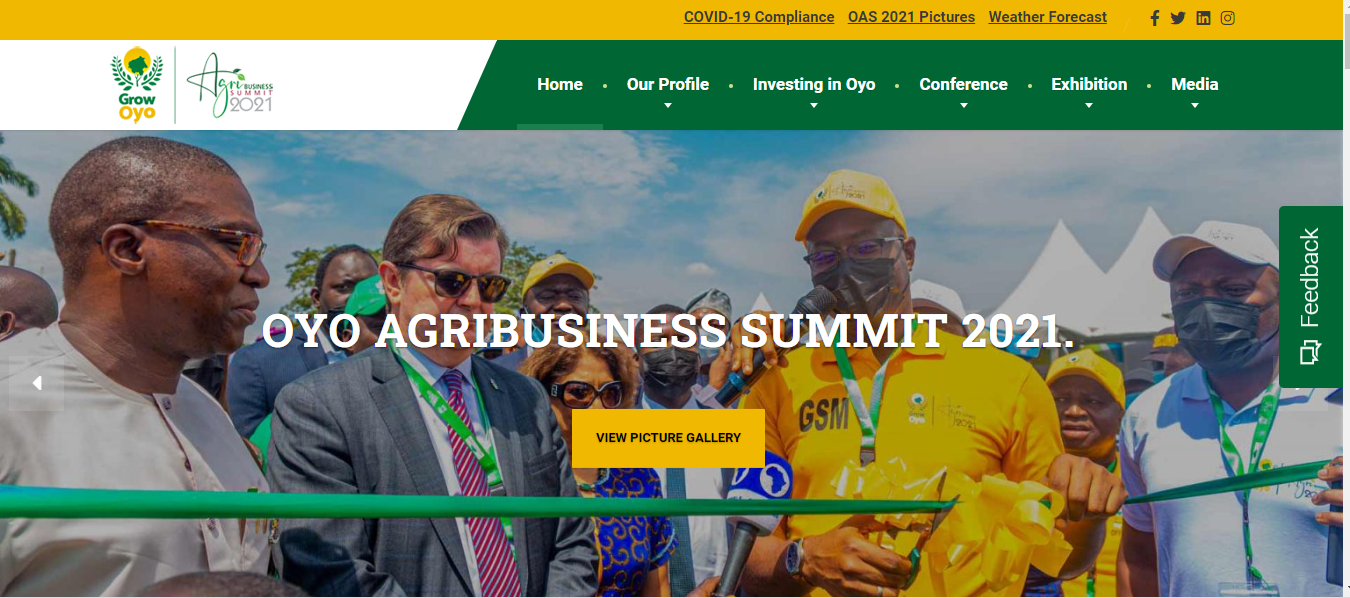 COVID-19 Compliance OAS 2021 Pictures Weather Forecast
Grow
Oyo
Agri BUSINESS
SUMMIT
2021
Home Our Profile Investing in Oyo Conference Exhibition Media
Feedback
OYO AGRIBUSINESS SUMMIT 2021.
GSM
VIEW PICTURE GALLERY